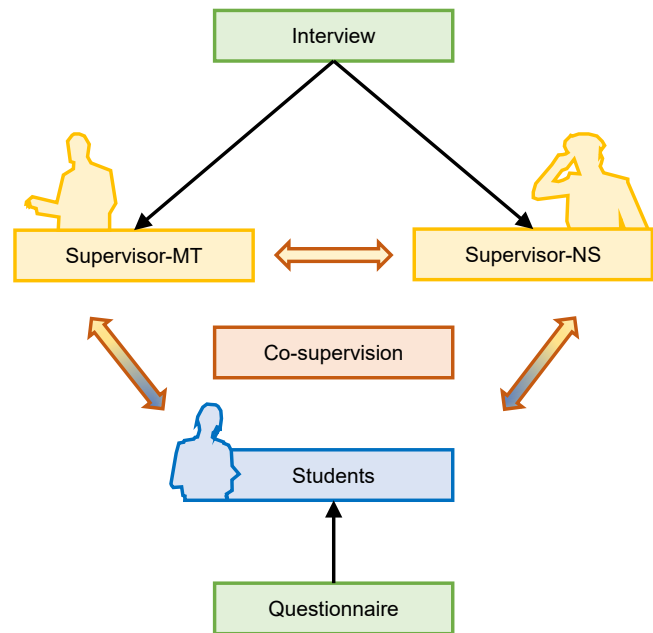 Interview
Supervisor-MT
Supervisor-NS
Co-supervision
Students
Questionnaire